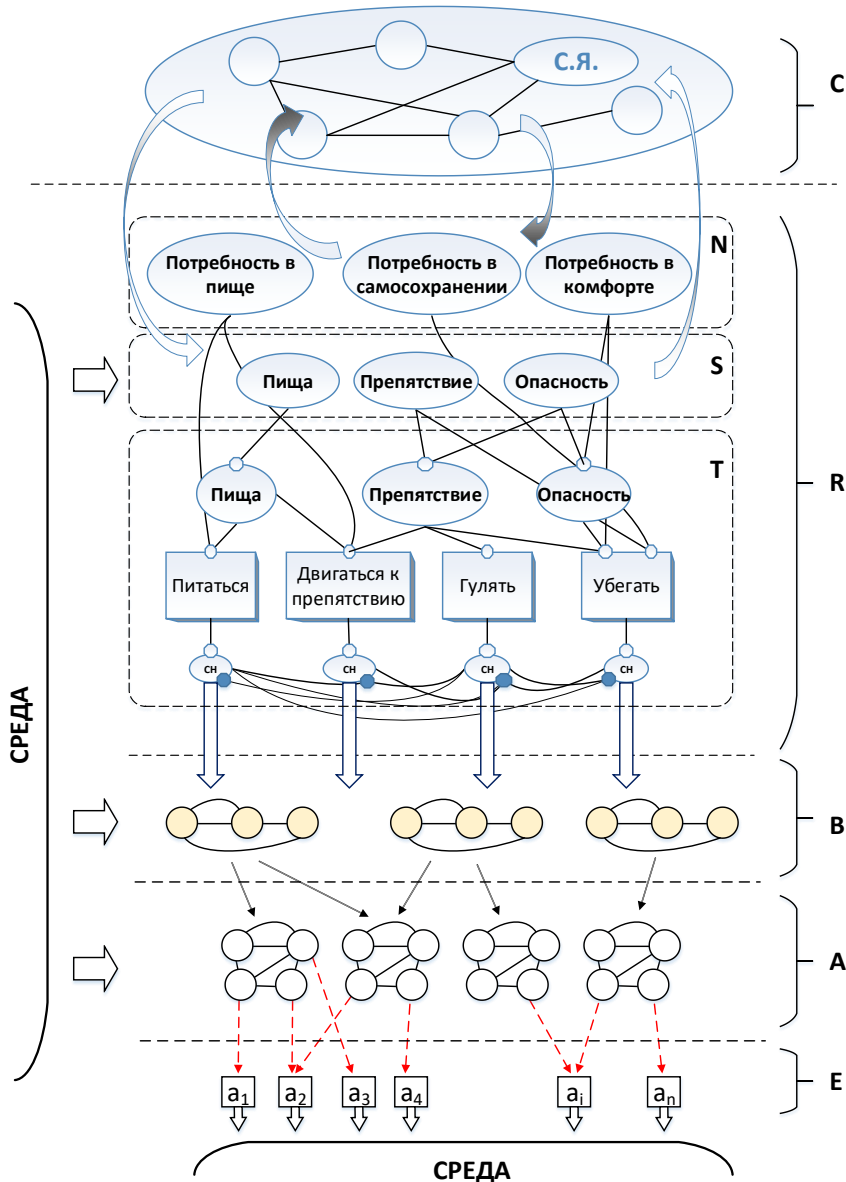 С.Я.
C
N
Потребность в
пище
Потребность в
самосохранении
Потребность в
комфорте
S
Пища
Препятствие
Опасность
T
R
Пища
Препятствие
Опасность
Питаться
Двигаться к
препятствию
Гулять
Убегать
СН
СН
СН
СН
СРЕДА
B
A
E
a1
a2
a3
a4
ai
an
СРЕДА